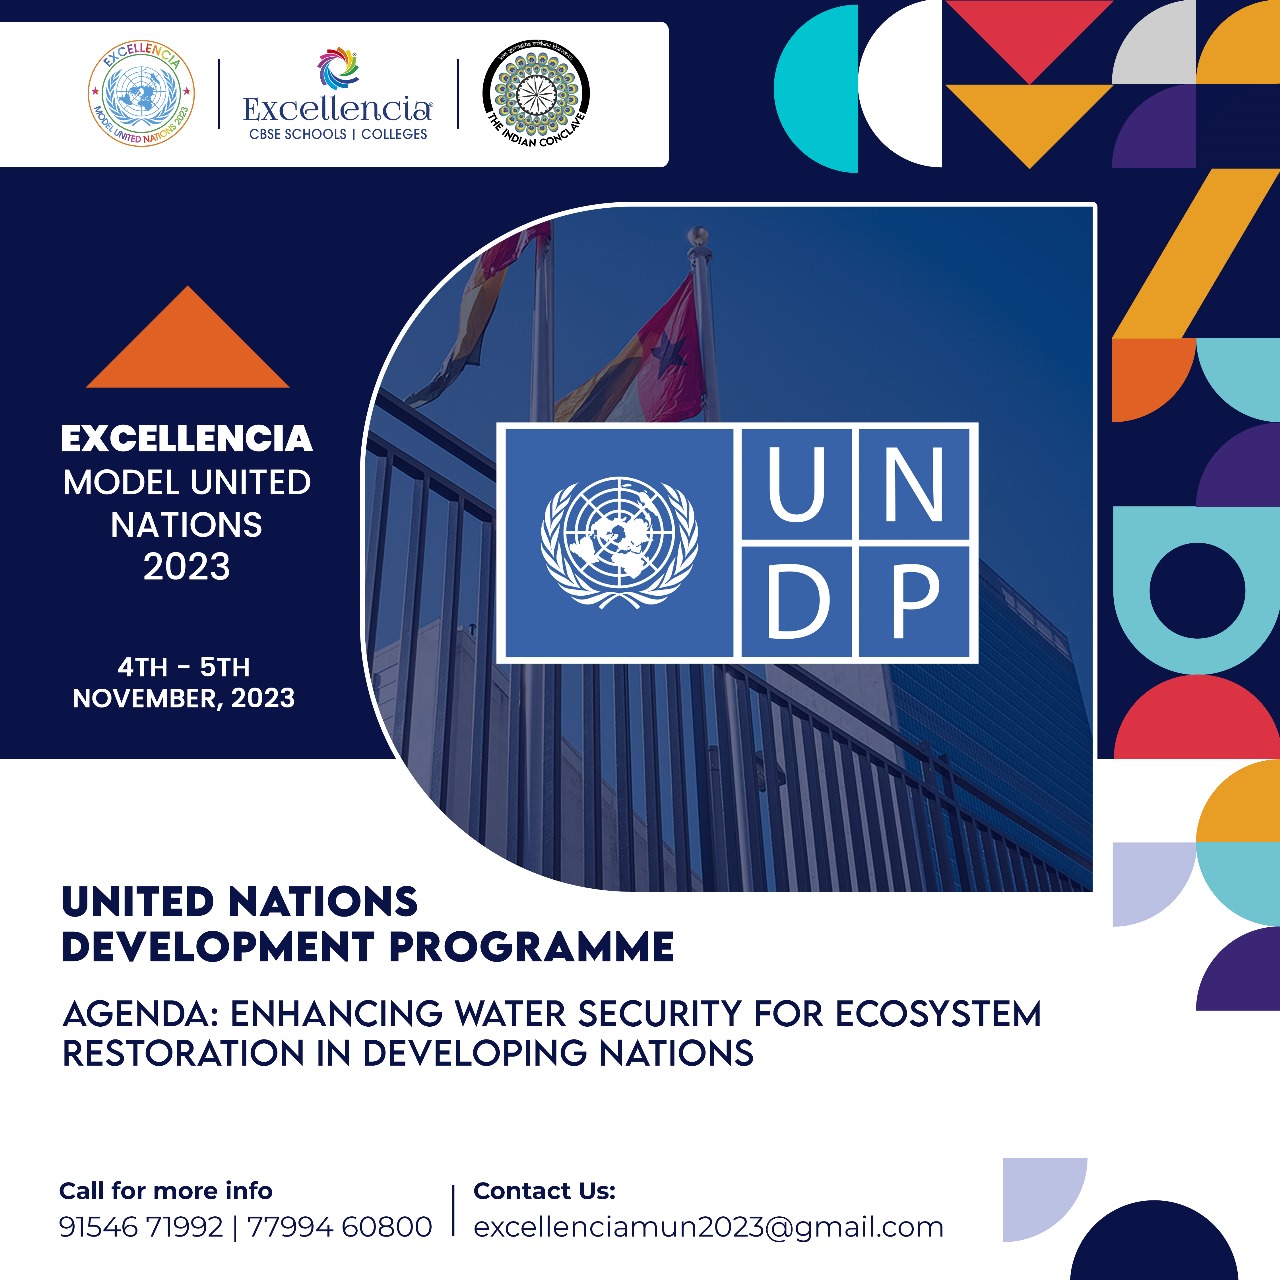 EXCELLENCIA
MODEL UNITED NATIONS 2023
Excellencia
CBSE SCHOOLS | COLLEGES
THE INDIAN CONCLAVE
EXCELLENCIA
MODEL UNITED
NATIONS
2023
4TH - 5TH
NOVEMBER, 2023
U N
D P
UNITED NATIONS
DEVELOPMENT PROGRAMME
AGENDA: ENHANCING WATER SECURITY FOR ECOSYSTEM
RESTORATION IN DEVELOPING NATIONS
Call for more info
91546 71992 | 77994 60800
Contact Us:
excellenciamun2023@gmail.com